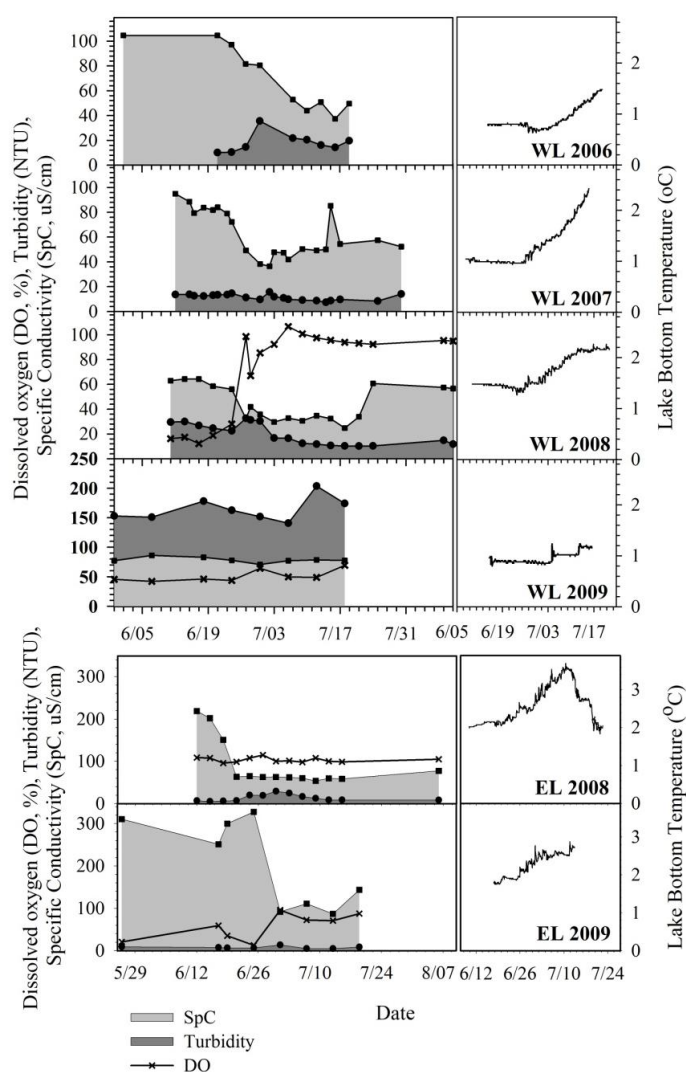 100
80
60
40
20
0
2
1
0
WL 2006
100
80
60
40
20
0
2
1
0
WL 2007
100
80
60
40
20
250
2
1
0
WL 2008
250
200
150
100
50
0
2
1
0
WL 2009
Dissolved oxygen (DO, %), Turbidity (NTU),
Specific Conductivity (SpC, uS/cm)
Lake Bottom Temperature (oC)
6/05 6/19 7/03 7/17 7/31 6/05 6/19 7/03 7/17
300
200
100
0
3
2
1
0
EL 2008
300
200
100
0
3
2
1
0
EL 2009
Dissolved oxygen (DO, %), Turbidity (NTU),
Specific Conductivity (SpC, uS/cm)
Lake Bottom Temperature (°C)
5/29 6/12 6/26 7/10 7/24 8/07 6/12 6/26 7/10 7/24
Date
SpC
Turbidity
DO